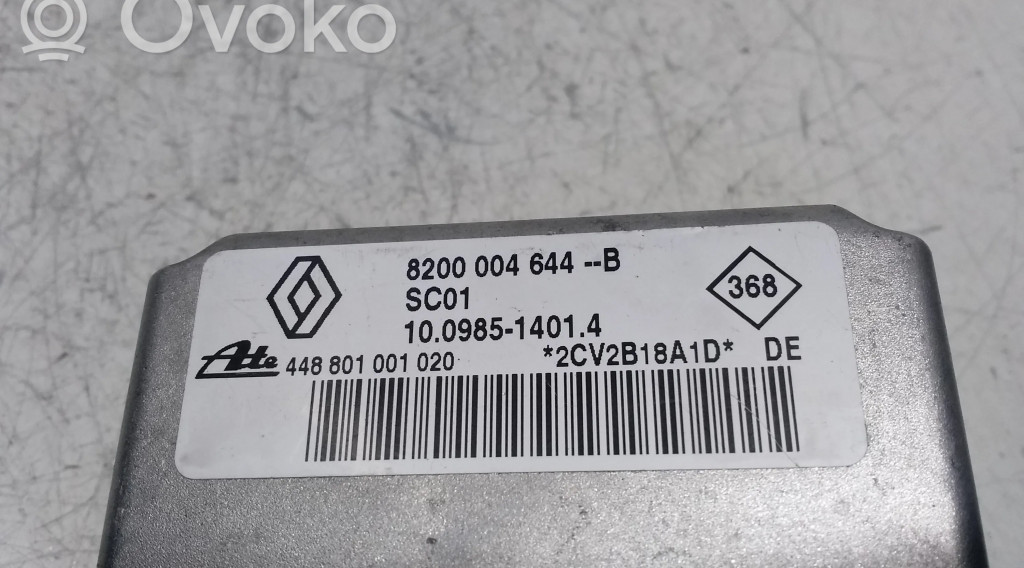 Ovoko
8200 004 644 --B
368
SC01
10.0985-1401.4
Ate 448 801 001 020 *2CV2B18A1D* DE